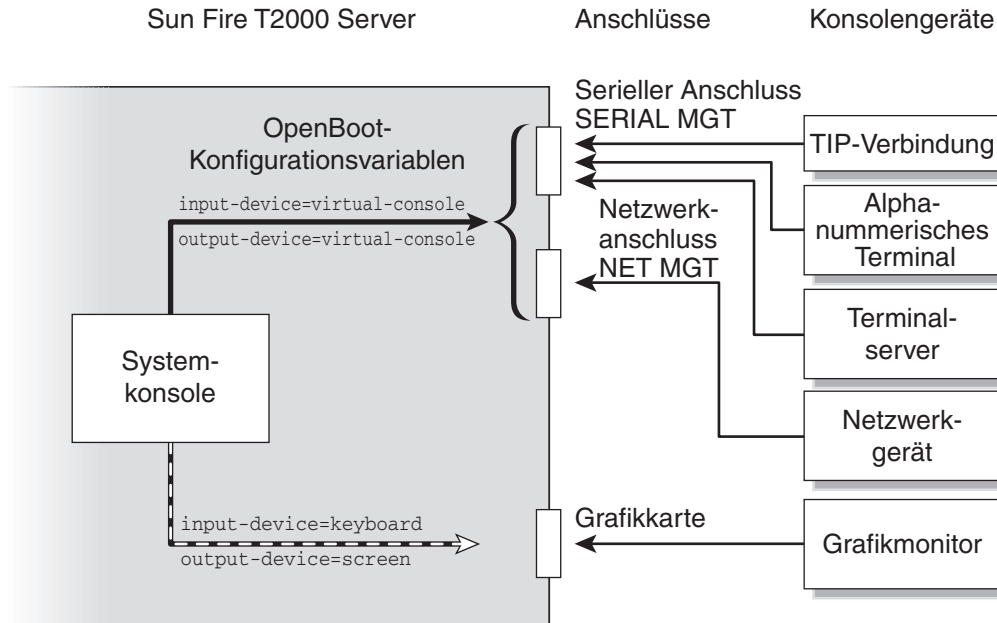 Sun Fire T2000 Server
Anschlüsse
Konsolengeräte
OpenBoot-
Konfigurationsvariablen
input-device=virtual-console
output-device=virtual-console
Serieller Anschluss
SERIAL MGT
Netzwerk-
anschluss
NET MGT
TIP-Verbindung
Alpha-
nummerisches
Terminal
Terminal-
server
System-
konsole
Netzwerk-
gerät
input-device=keyboard
output-device=screen
Grafikkarte
Grafikmonitor